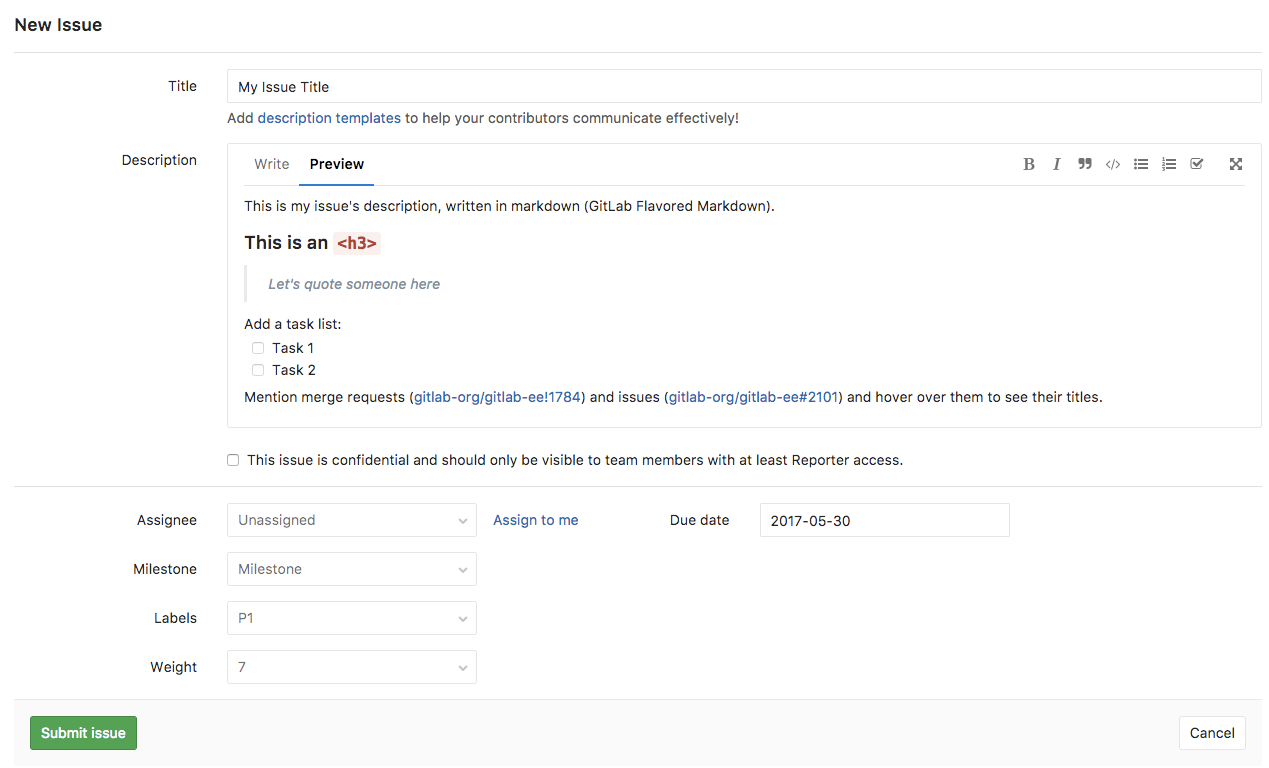 New Issue
Title
My Issue Title
Add description templates to help your contributors communicate effectively!
Description
Write Preview
B I
This is my issue's description, written in markdown (GitLab Flavored Markdown).
This is an <h3>
Let's quote someone here
Add a task list:
Task 1
Task 2
Mention merge requests (gitlab-org/gitlab-ee!1784) and issues (gitlab-org/gitlab-ee#2101) and hover over them to see their titles.
This issue is confidential and should only be visible to team members with at least Reporter access.
Assignee Unassigned Assign to me Due date 2017-05-30
Milestone Milestone
Labels P1
Weight 7
Submit issue Cancel